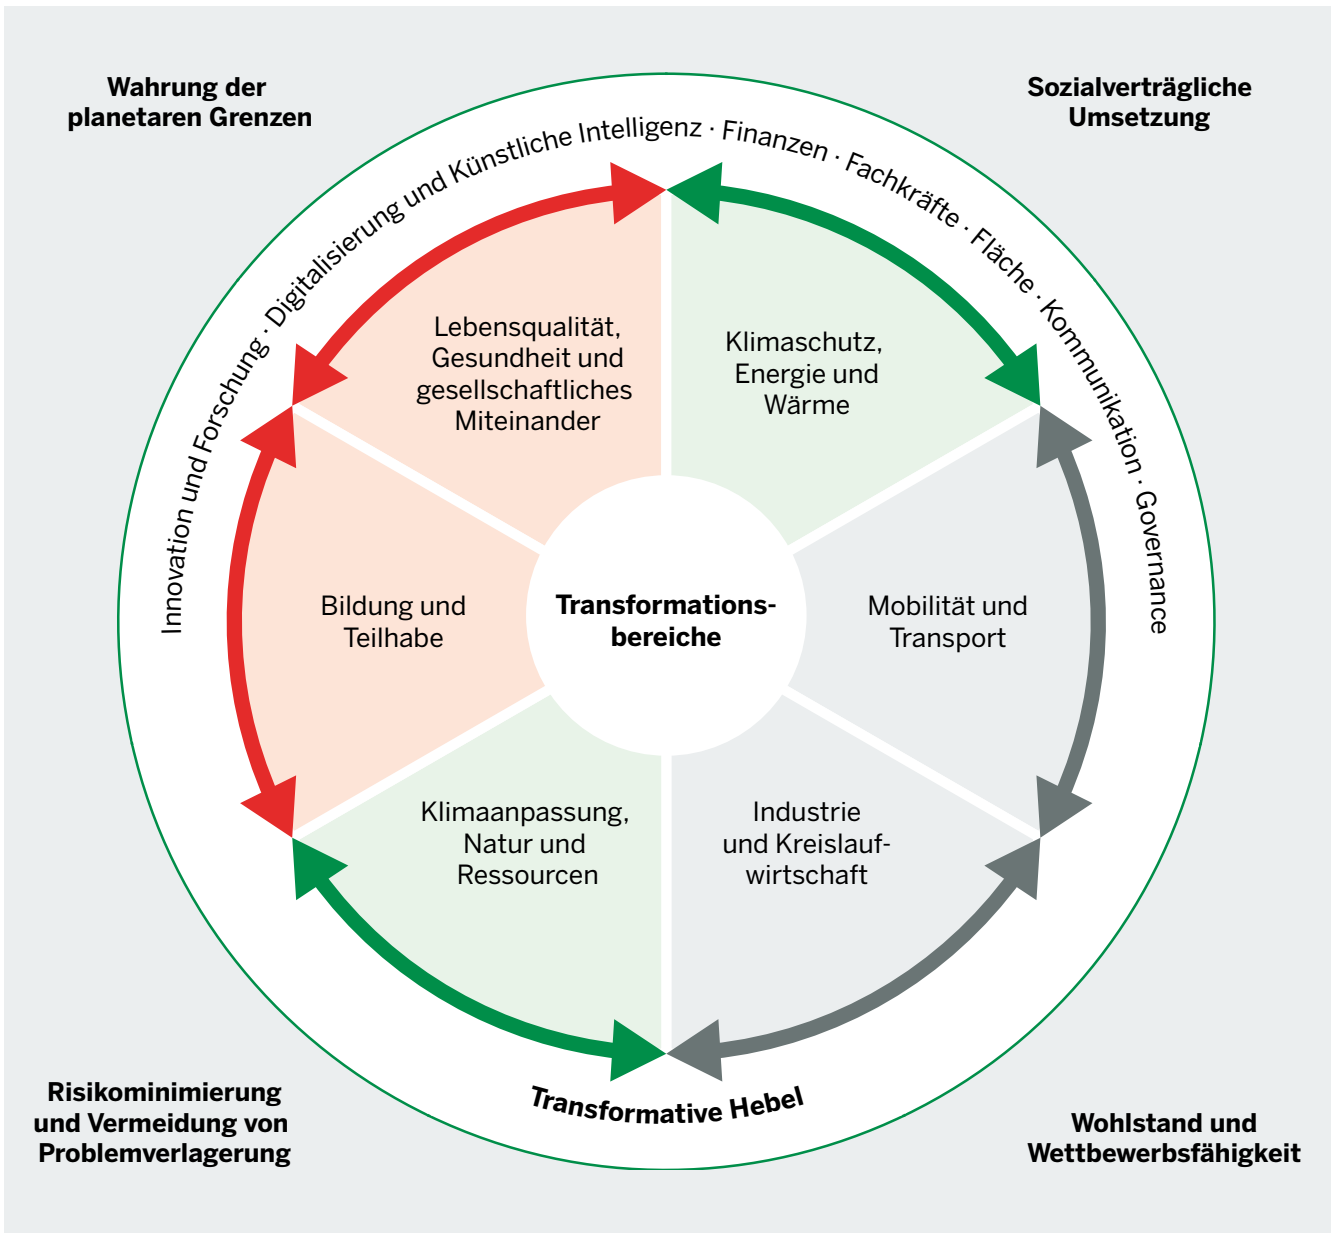 Wahrung der
planetaren Grenzen
Sozialverträgliche
Umsetzung
Innovation und Forschung · Digitalisierung und Künstliche Intelligenz · Finanzen · Fachkräfte · Fläche · Kommunikation · Governance
Lebensqualität,
Gesundheit und
gesellschaftliches
Miteinander
Klimaschutz,
Energie und
Wärme
Bildung und
Teilhabe
Transformations-
bereiche
Mobilität und
Transport
Klimaanpassung,
Natur und
Ressourcen
Industrie
und Kreislauf-
wirtschaft
Transformative Hebel
Risikominimierung
und Vermeidung von
Problemverlagerung
Wohlstand und
Wettbewerbsfähigkeit